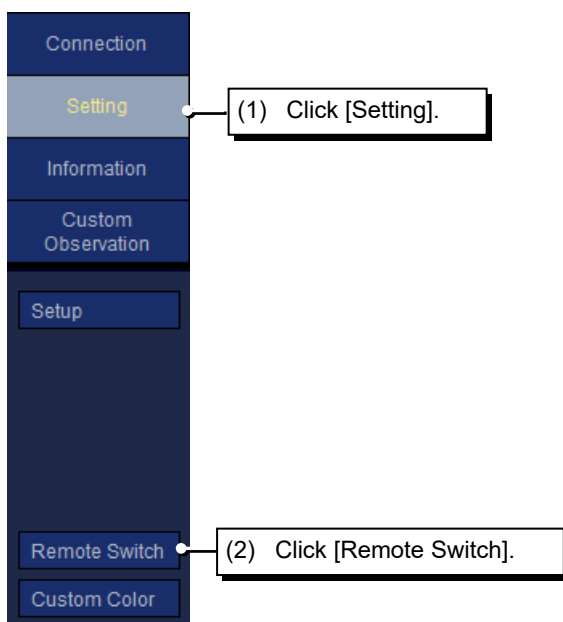 Connection
Setting
(1) Click [Setting].
Information
Custom
Observation
Setup
Remote Switch
(2) Click [Remote Switch].
Custom Color